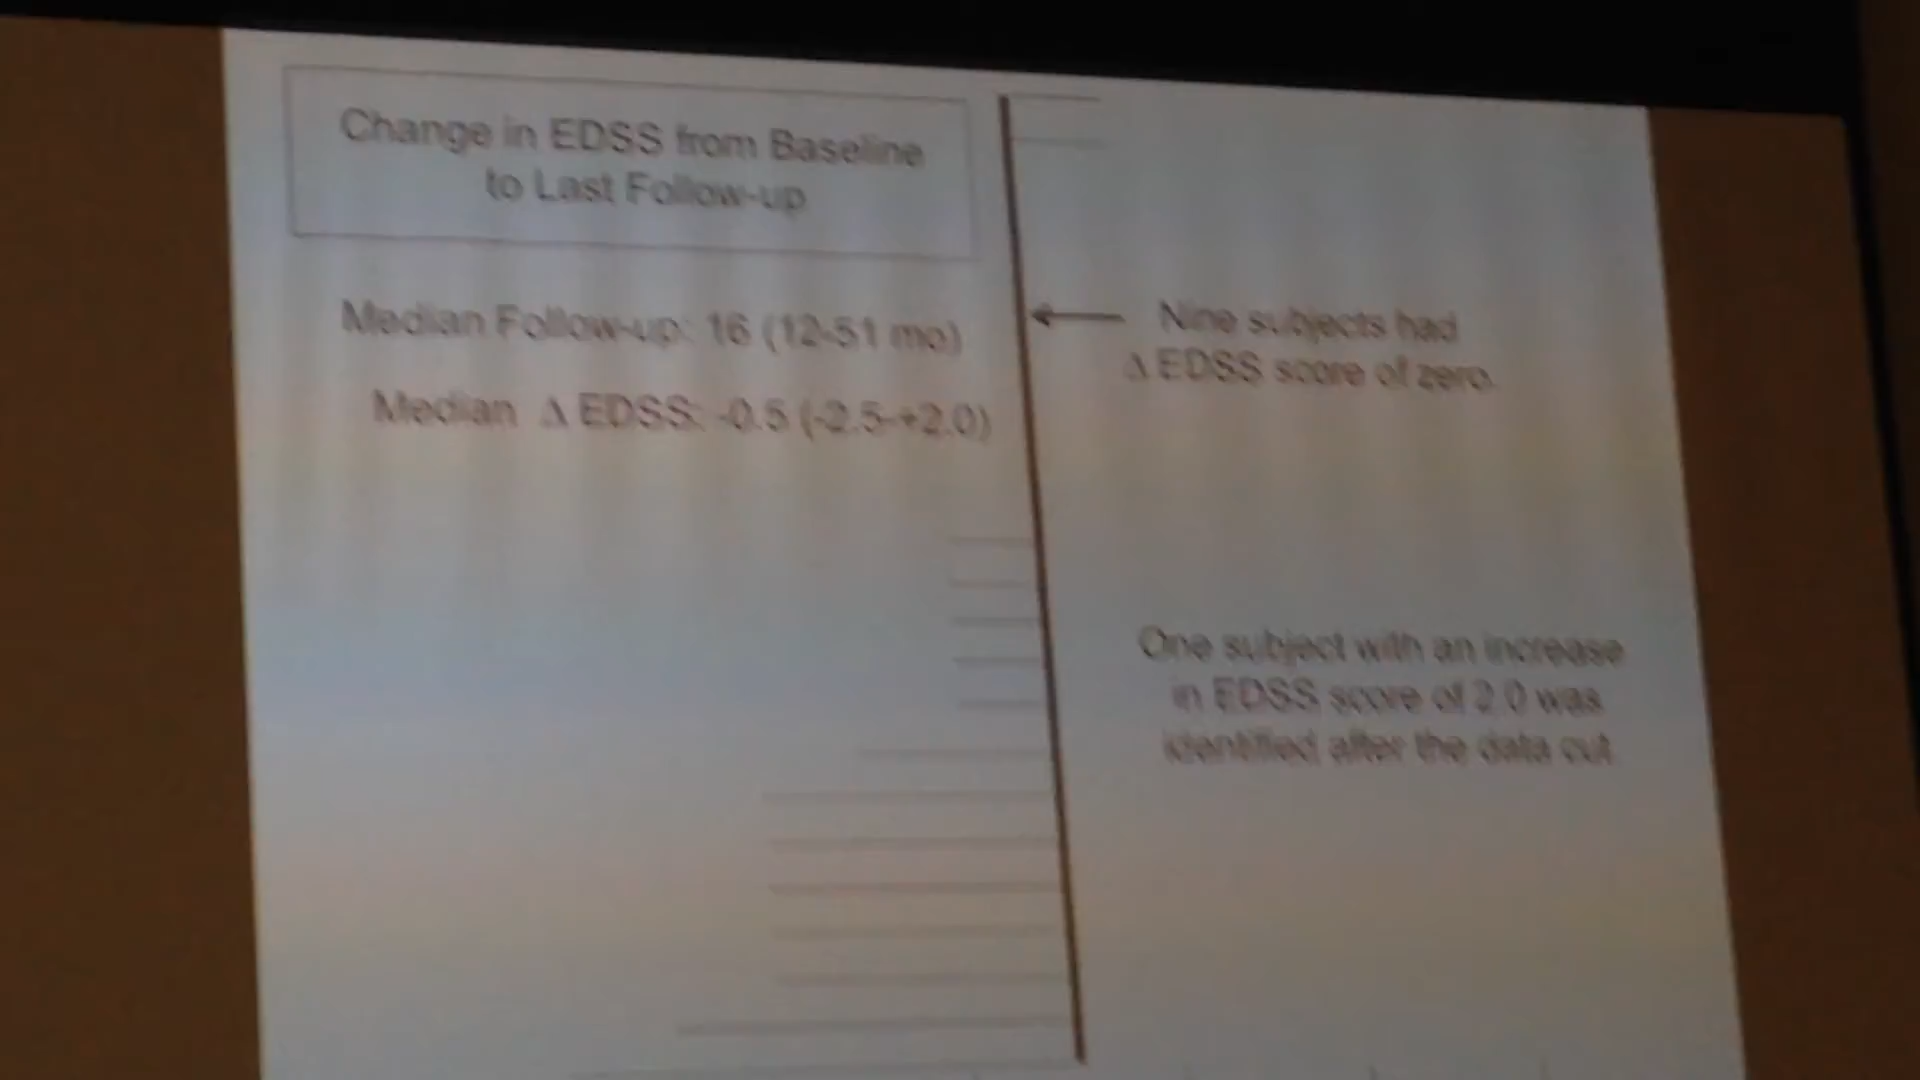 Change in EDSS from Baseline
to Last Follow-up
Median Follow-up: 16 (12-51 mo)
Median Δ EDSS: -0.5 (-2.5-+2.0)
Nine subjects had
Δ EDSS score of zero.
One subject with an increase
in EDSS score of 2.0 was
identified after the data cut